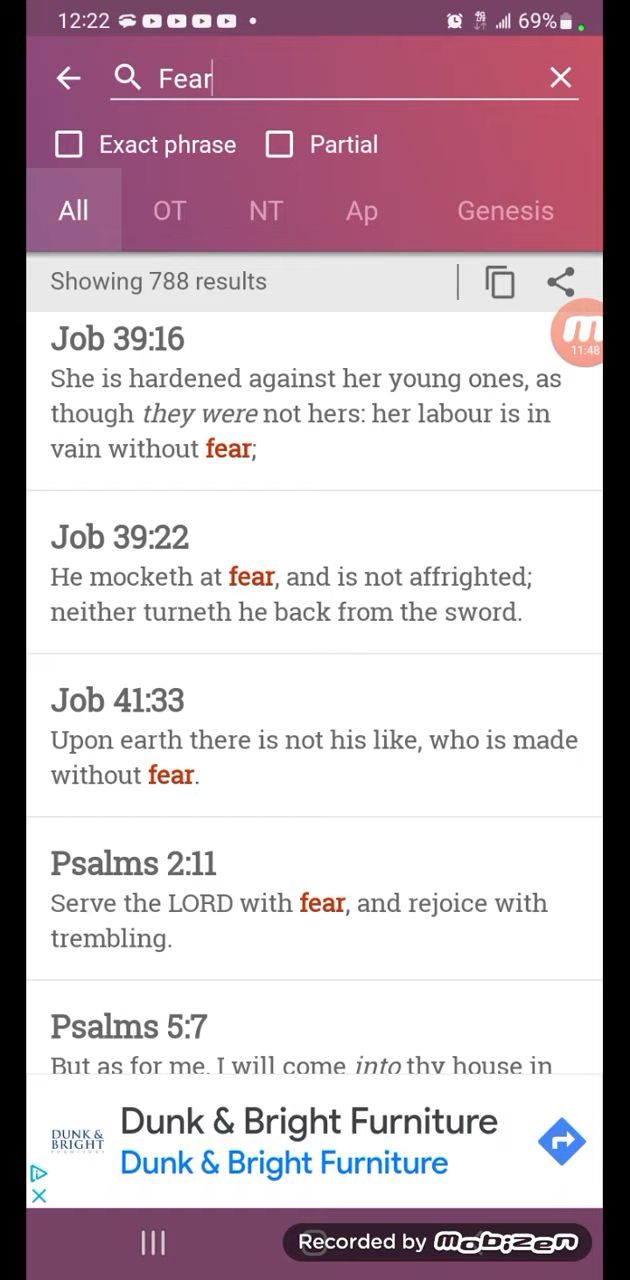 12:22 69%
Fear
Exact phrase Partial
All OT NT Ap Genesis
Showing 788 results
Job 39:16
11:48
She is hardened against her young ones, as
though they were not hers: her labour is in
vain without fear;
Job 39:22
He mocketh at fear, and is not affrighted;
neither turneth he back from the sword.
Job 41:33
Upon earth there is not his like, who is made
without fear.
Psalms 2:11
Serve the LORD with fear, and rejoice with
trembling.
Psalms 5:7
But as for me, I will come into thy house in
DUNK &
BRIGHT
FURNITURE
Dunk & Bright Furniture
Dunk & Bright Furniture
Recorded by mobizen